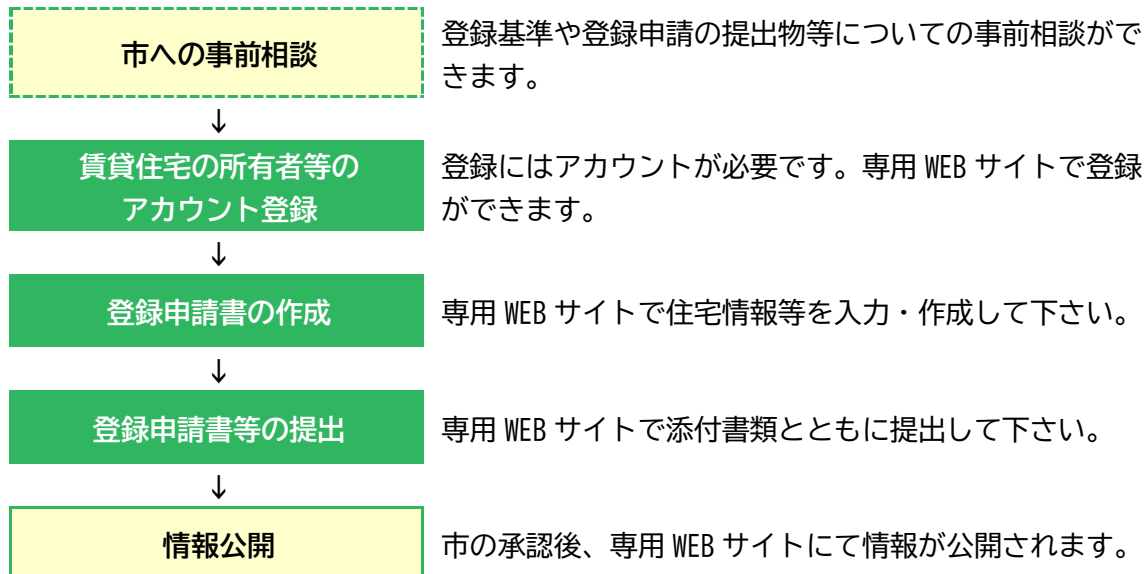 市への事前相談
登録基準や登録申請の提出物等についての事前相談がで
きます。
↓
賃貸住宅の所有者等の
アカウント登録
登録にはアカウントが必要です。専用 WEB サイトで登録
ができます。
↓
登録申請書の作成
専用 WEB サイトで住宅情報等を入力・作成して下さい。
↓
登録申請書等の提出
専用 WEB サイトで添付書類とともに提出して下さい。
↓
情報公開
市の承認後、専用 WEB サイトにて情報が公開されます。